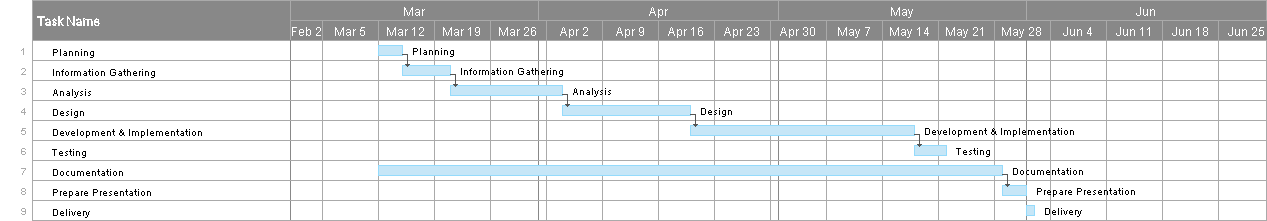 Task Name
Mar Apr May Jun
Feb 2 Mar 5 Mar 12 Mar 19 Mar 26 Apr 2 Apr 9 Apr 16 Apr 23 Apr 30 May 7 May 14 May 21 May 28 Jun 4 Jun 11 Jun 18 Jun 25
1 Planning Planning
2 Information Gathering Information Gathering
3 Analysis Analysis
4 Design Design
5 Development & Implementation Development & Implementation
6 Testing Testing
7 Documentation Documentation
8 Prepare Presentation Prepare Presentation
9 Delivery Delivery